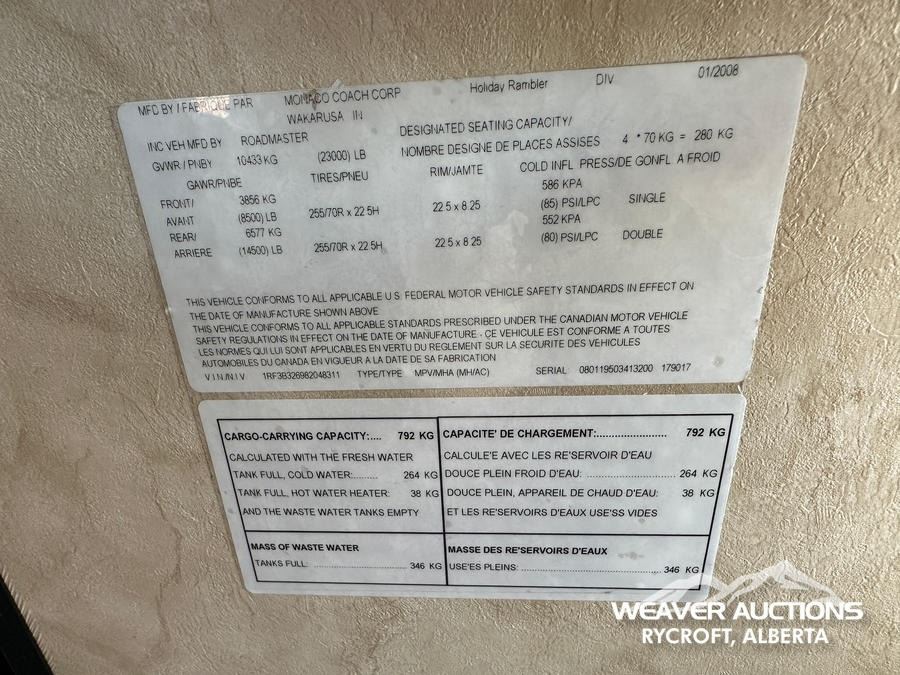 MFD BY / FABRIQUE PAR MONACO COACH CORP Holiday Rambler DIV 01/2008
WAKARUSA IN
INC VEH MFD BY ROADMASTER DESIGNATED SEATING CAPACITY/
GVWR / PNBV 10433 KG (23000) LB NOMBRE DESIGNE DE PLACES ASSISES 4 * 70 KG = 280 KG
GAWR/PNBE TIRES/PNEU RIM/JAMTE COLD INFL PRESS/DE GONFL A FROID
FRONT/ 3856 KG 586 KPA
AVANT (8500) LB 255/70R x 22.5H 22.5 x 8.25 (85) PSI/LPC SINGLE
REAR/ 6577 KG 552 KPA
ARRIERE (14500) LB 255/70R x 22.5H 22.5 x 8.25 (80) PSI/LPC DOUBLE
THIS VEHICLE CONFORMS TO ALL APPLICABLE U.S. FEDERAL MOTOR VEHICLE SAFETY STANDARDS IN EFFECT ON
THE DATE OF MANUFACTURE SHOWN ABOVE
THIS VEHICLE CONFORMS TO ALL APPLICABLE STANDARDS PRESCRIBED UNDER THE CANADIAN MOTOR VEHICLE
SAFETY REGULATIONS IN EFFECT ON THE DATE OF MANUFACTURE - CE VEHICULE EST CONFORME A TOUTES
LES NORMES QUI LUI SONT APPLICABLES EN VERTU DU REGLEMENT SUR LA SECURITE DES VEHICULES
AUTOMOBILES DU CANADA EN VIGUEUR A LA DATE DE SA FABRICATION
V.I.N./N.I.V 1RF3B326982048311 TYPE/TYPE MPV/MHA (MH/AC) SERIAL 080119503413200 179017
CARGO-CARRYING CAPACITY:.... 792 KG
CALCULATED WITH THE FRESH WATER
TANK FULL, COLD WATER:......... 264 KG
TANK FULL, HOT WATER HEATER: 38 KG
AND THE WASTE WATER TANKS EMPTY
MASS OF WASTE WATER
TANKS FULL: ........................ 346 KG
CAPACITE' DE CHARGEMENT:........................ 792 KG
CALCULE'E AVEC LES RE'SERVOIR D'EAU
DOUCE PLEIN FROID D'EAU: ........................ 264 KG
DOUCE PLEIN, APPAREIL DE CHAUD D'EAU: 38 KG
ET LES RE'SERVOIRS D'EAUX USE'SS VIDES
MASSE DES RE'SERVOIRS D'EAUX
USE'ES PLEINS: ........................ 346 KG
WEAVER AUCTIONS
RYCROFT, ALBERTA